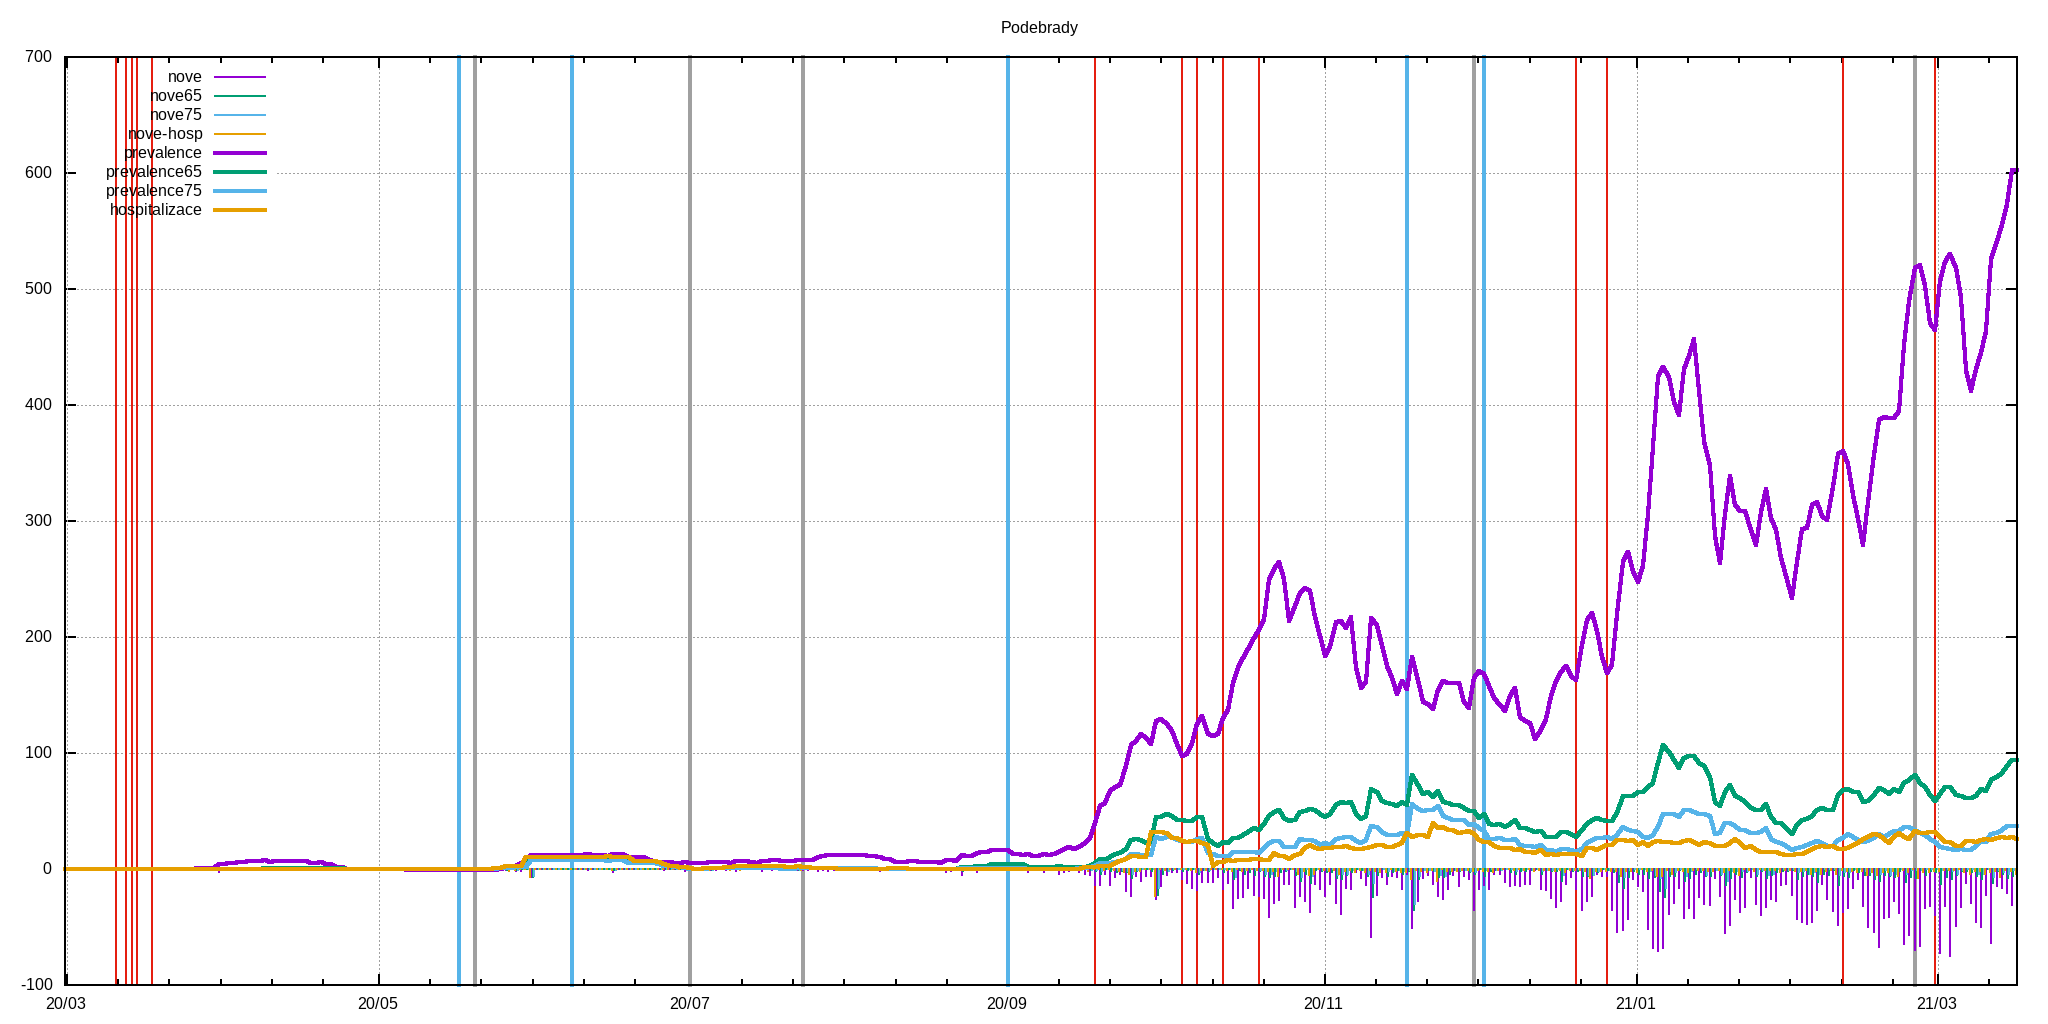 Podebrady
700
600
500
400
300
200
100
0
-100
nove
nove65
nove75
nove-hosp
prevalence
prevalence65
prevalence75
hospitalizace
20/03
20/05
20/07
20/09
20/11
21/01
21/03